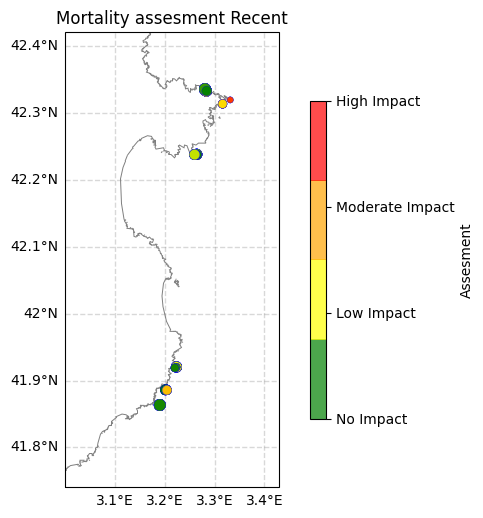 Mortality assesment Recent
42.4°N
42.3°N
42.2°N
42.1°N
42°N
41.9°N
41.8°N
3.1°E 3.2°E 3.3°E 3.4°E
High Impact
Moderate Impact
Low Impact
No Impact
Assesment